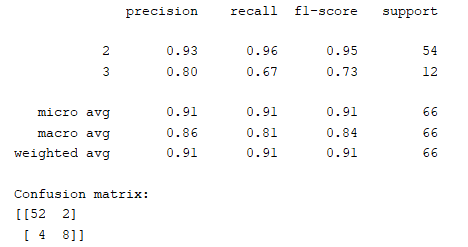 precision recall f1-score support
2 0.93 0.96 0.95 54
3 0.80 0.67 0.73 12
micro avg 0.91 0.91 0.91 66
macro avg 0.86 0.81 0.84 66
weighted avg 0.91 0.91 0.91 66
Confusion matrix:
[[52 2]
[ 4 8]]